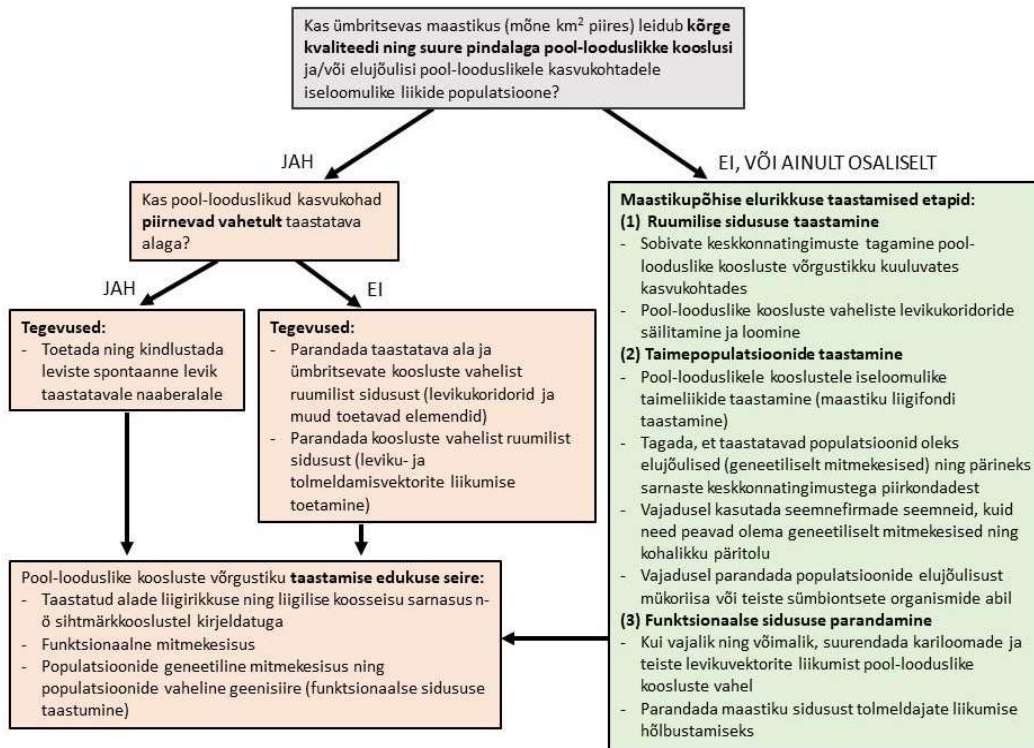 Kas ümbritsevas maastikus (mõne km² piires) leidub kõrge
kvaliteedi ning suure pindalaga pool-looduslikke kooslusi
ja/või elujõulisi pool-looduslikele kasvukohtadele
iseloomulike liikide populatsioone?
JAH
EI, VÕI AINULT OSALISELT
Kas pool-looduslikud kasvukohad
piirnevad vahetult taastatava
alaga?
JAH
EI
Tegevused:
- Toetada ning kindlustada
leviste spontaanne levik
taastatavale naaberalale
Tegevused:
- Parandada taastatava ala ja
ümbritsevate koosluste vahelist
ruumilist sidusust (levikukoridorid ja
muud toetavad elemendid)
- Parandada koosluste vahelist ruumilist
sidusust (leviku- ja
tolmeldamisvektorite liikumise
toetamine)
Maastikupõhise elurikkuse taastamised etapid:
(1) Ruumilise sidususe taastamine
- Sobivate keskkonnatingimuste tagamine pool-
looduslike koosluste võrgustikku kuuluvates
kasvukohtades
- Pool-looduslike koosluste vaheliste levikukoridoride
säilitamine ja loomine
(2) Taimepopulatsioonide taastamine
- Pool-looduslikele kooslustele iseloomulike
taimeliikide taastamine (maastiku liigifondi
taastamine)
- Tagada, et taastatavad populatsioonid oleks
elujõulised (geneetiliselt mitmekesised) ning pärineks
sarnaste keskkonnatingimustega piirkondadest
- Vajadusel kasutada seemnefirmade seemneid, kuid
need peavad olema geneetiliselt mitmekesised ning
kohalikku päritolu
- Vajadusel parandada populatsioonide elujõulisust
mükoriisa või teiste sümbiontsete organismide abil
(3) Funktsionaalse sidususe parandamine
- Kui vajalik ning võimalik, suurendada kariloomade ja
teiste levikuvektorite liikumist pool-looduslike
koosluste vahel
- Parandada maastiku sidusust tolmeldajate liikumise
hõlbustamiseks
Pool-looduslike koosluste võrgustiku taastamise edukuse seire:
- Taastatud alade liigirikkuse ning liigilise koosseisu sarnasus n-
ö sihtmärkkooslustel kirjeldatuga
- Funktsionaalne mitmekesisus
- Populatsioonide geneetiline mitmekesisus ning
populatsioonide vaheline geenisiire (funktsionaalse sidususe
taastumine)